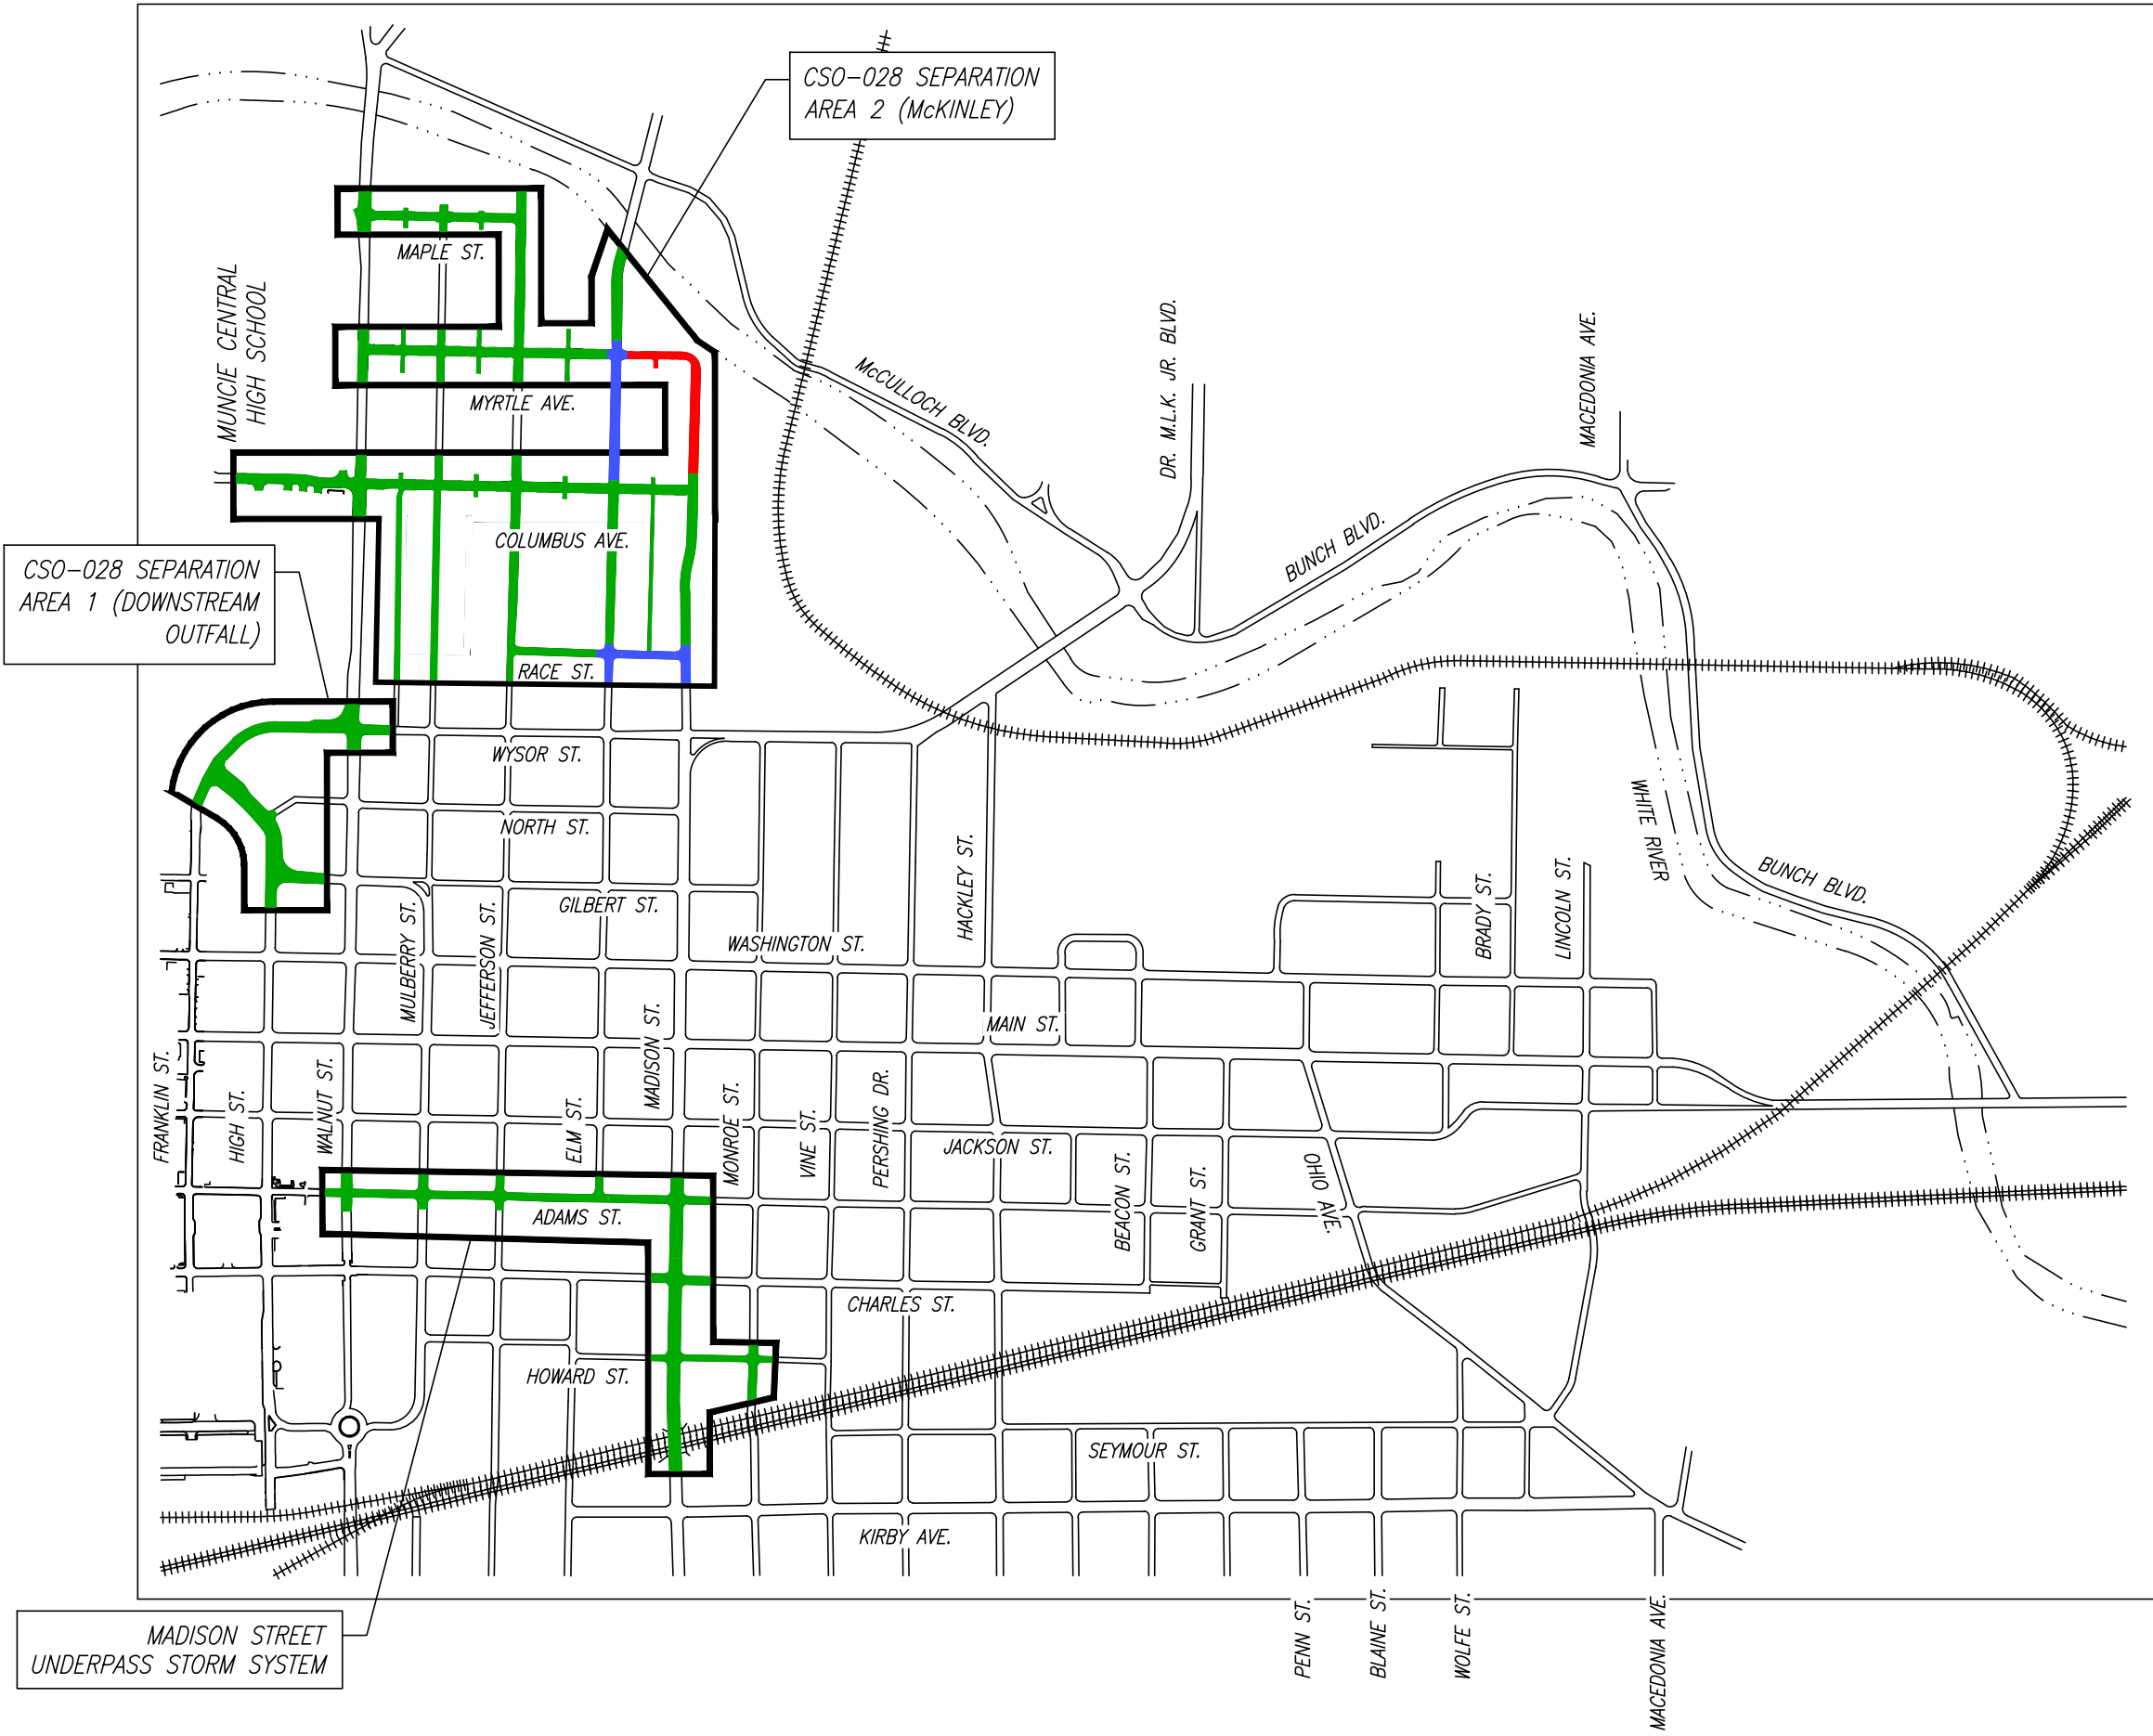 CSO-028 SEPARATION
AREA 2 (McKINLEY)
MAPLE ST.
MUNCIE CENTRAL
HIGH SCHOOL
MYRTLE AVE.
McCULLOCH BLVD.
DR. M.L.K. JR. BLVD.
MACEDONIA AVE.
COLUMBUS AVE.
BUNCH BLVD.
CSO-028 SEPARATION
AREA 1 (DOWNSTREAM
OUTFALL)
RACE ST.
WYSOR ST.
NORTH ST.
WHITE RIVER
GILBERT ST.
HACKLEY ST.
BRADY ST.
LINCOLN ST.
BUNCH BLVD.
MULBERRY ST.
JEFFERSON ST.
WASHINGTON ST.
MAIN ST.
MADISON ST.
FRANKLIN ST.
HIGH ST.
WALNUT ST.
ELM ST.
MONROE ST.
VINE ST.
PERSHING DR.
JACKSON ST.
BEACON ST.
GRANT ST.
OHIO AVE.
ADAMS ST.
CHARLES ST.
HOWARD ST.
SEYMOUR ST.
KIRBY AVE.
MADISON STREET
UNDERPASS STORM SYSTEM
PENN ST.
BLAINE ST.
WOLFE ST.
MACEDONIA AVE.